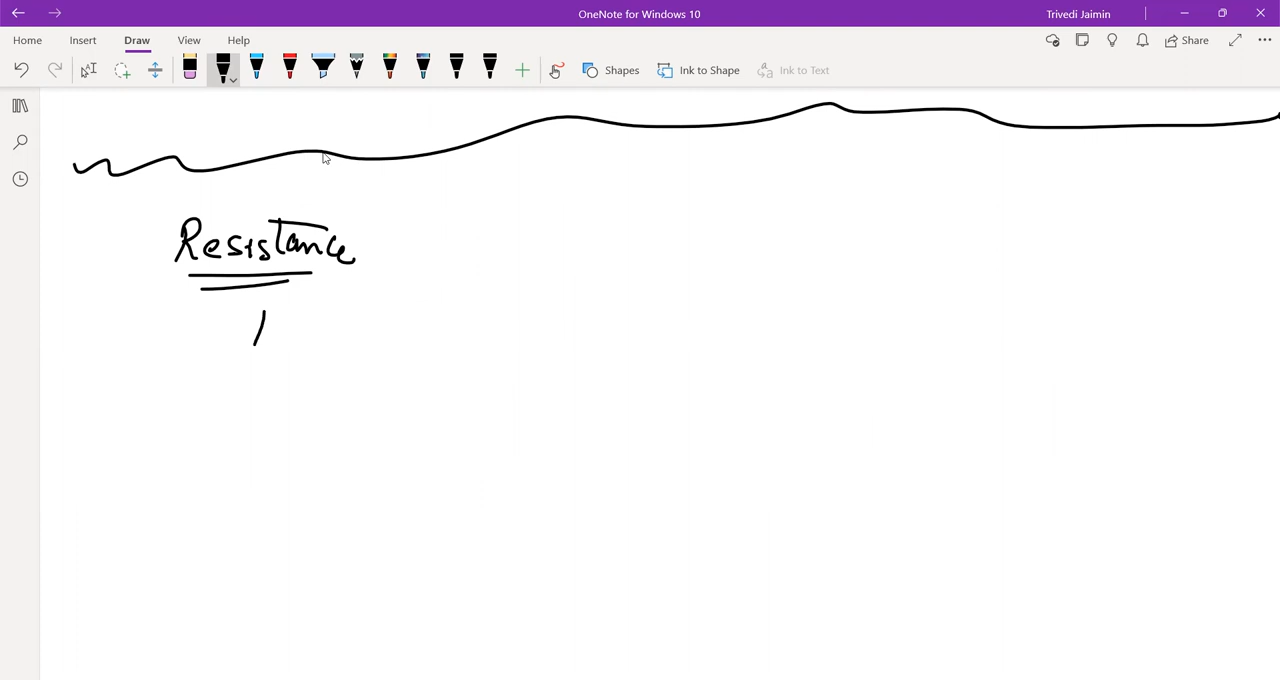 OneNote for Windows 10
Trivedi Jaimin
Home Insert Draw View Help
Share
Shapes Ink to Shape Ink to Text
Resistance